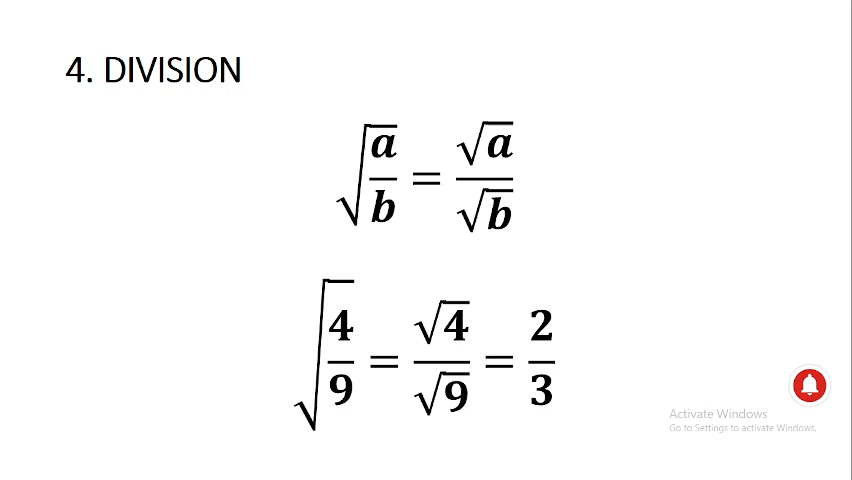 4. DIVISION
√(a/b) = √a/√b
√(4/9) = √4/√9 = 2/3
Activate Windows
Go to Settings to activate Windows.